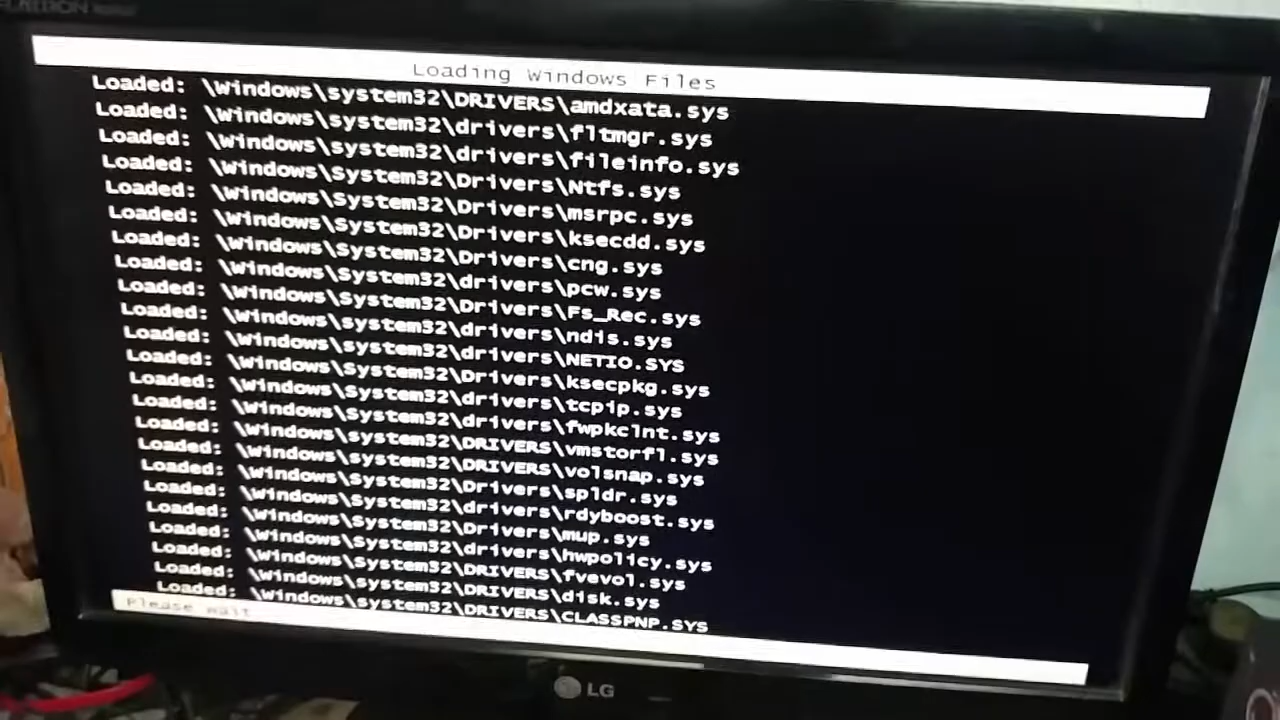 FLATRON
Loading Windows Files
Loaded: \Windows\system32\DRIVERS\amdxata.sys
Loaded: \Windows\system32\drivers\fltmgr.sys
Loaded: \Windows\system32\drivers\fileinfo.sys
Loaded: \Windows\System32\Drivers\Ntfs.sys
Loaded: \Windows\System32\Drivers\msrpc.sys
Loaded: \Windows\System32\Drivers\ksecdd.sys
Loaded: \Windows\System32\Drivers\cng.sys
Loaded: \Windows\System32\drivers\pcw.sys
Loaded: \Windows\System32\Drivers\Fs_Rec.sys
Loaded: \Windows\system32\drivers\ndis.sys
Loaded: \Windows\system32\drivers\NETIO.SYS
Loaded: \Windows\System32\Drivers\ksecpkg.sys
Loaded: \Windows\System32\drivers\tcpip.sys
Loaded: \Windows\System32\drivers\fwpkclnt.sys
Loaded: \Windows\system32\DRIVERS\vmstorfl.sys
Loaded: \Windows\system32\DRIVERS\volsnap.sys
Loaded: \Windows\System32\Drivers\spldr.sys
Loaded: \Windows\System32\drivers\rdyboost.sys
Loaded: \Windows\System32\Drivers\mup.sys
Loaded: \Windows\System32\drivers\hwpolicy.sys
Loaded: \Windows\System32\DRIVERS\fvevol.sys
Loaded: \Windows\system32\DRIVERS\disk.sys
Loaded: \Windows\system32\DRIVERS\CLASSPNP.SYS
Please wait
LG